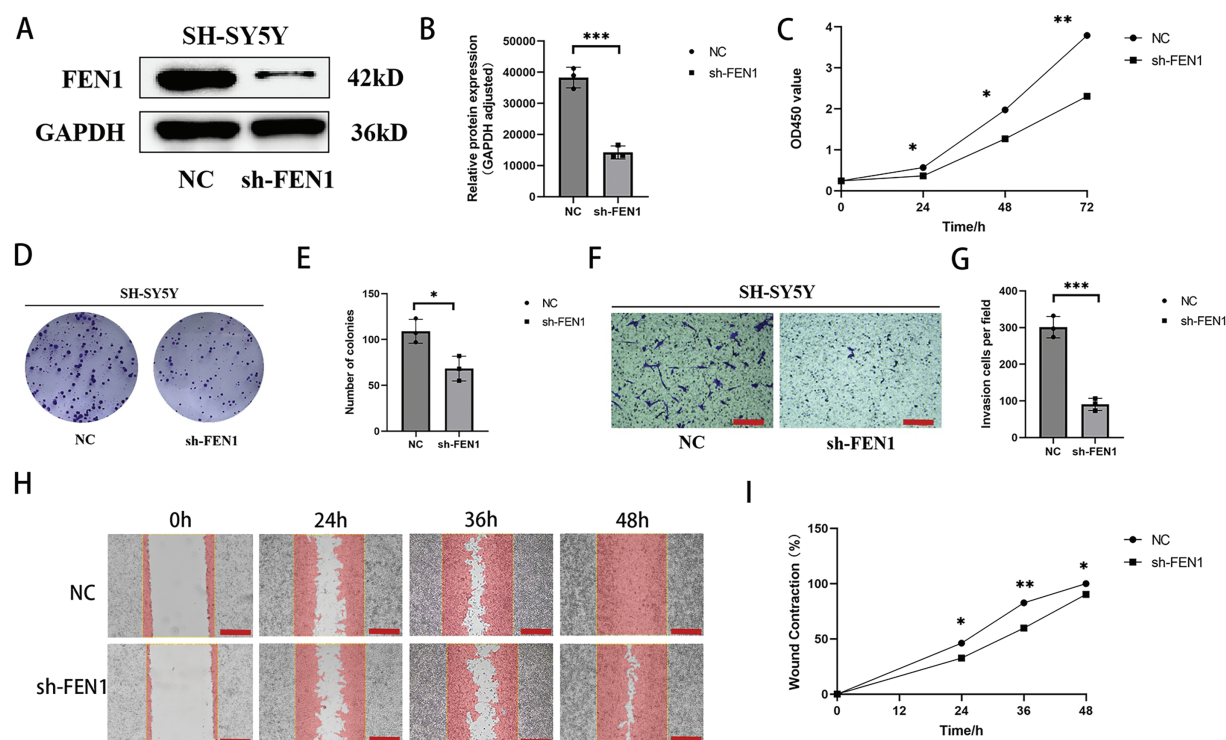 A
SH-SY5Y
FEN1
42kD
GAPDH
36kD
NC
sh-FEN1
B
Relative protein expression
(GAPDH adjusted)
50000
40000
30000
20000
10000
0
***
NC
sh-FEN1
NC
sh-FEN1
C
OD450 value
4
3
2
1
0
*
*
**
0
24
48
72
Time/h
NC
sh-FEN1
D
SH-SY5Y
NC
sh-FEN1
E
Number of colonies
150
100
50
0
*
NC
sh-FEN1
NC
sh-FEN1
F
SH-SY5Y
NC
sh-FEN1
G
Invasion cells per field
400
300
200
100
0
***
NC
sh-FEN1
NC
sh-FEN1
H
0h
24h
36h
48h
NC
sh-FEN1
I
Wound Contraction (%)
150
100
50
0
*
**
*
0
12
24
36
48
Time/h
NC
sh-FEN1